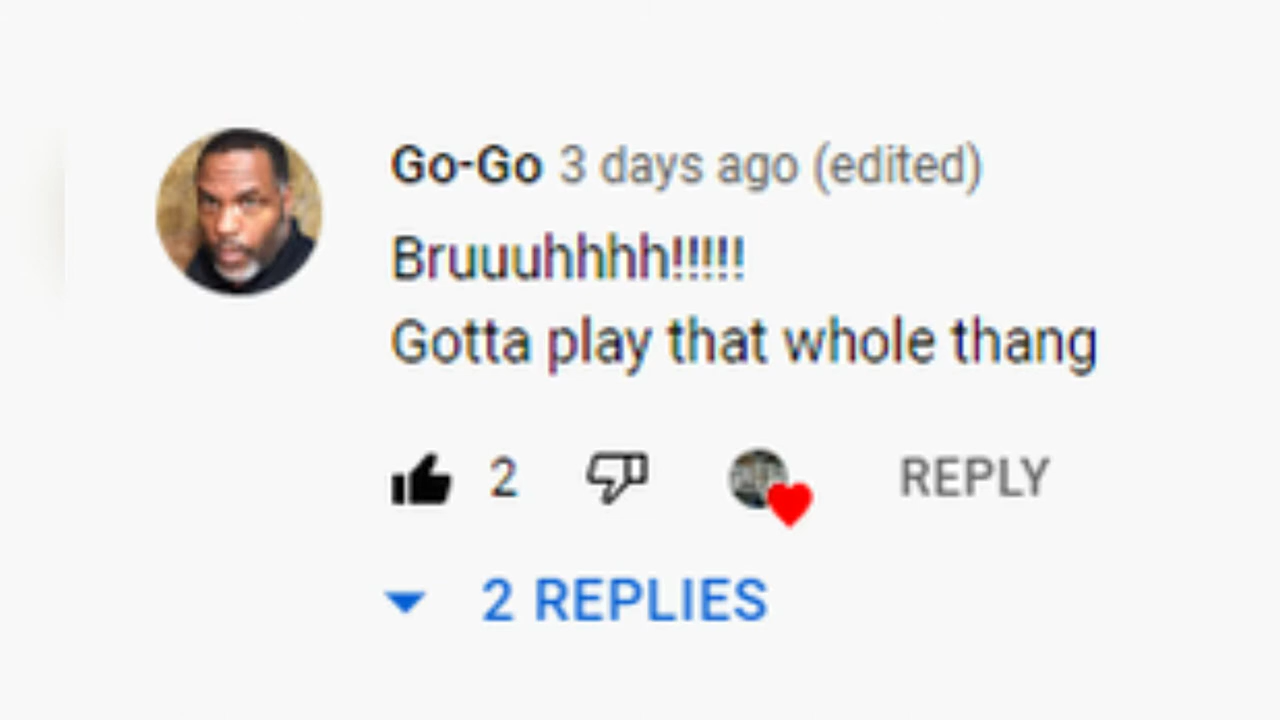 Go-Go 3 days ago (edited)
Bruuuhhhh!!!!!
Gotta play that whole thang
2 REPLY
2 REPLIES